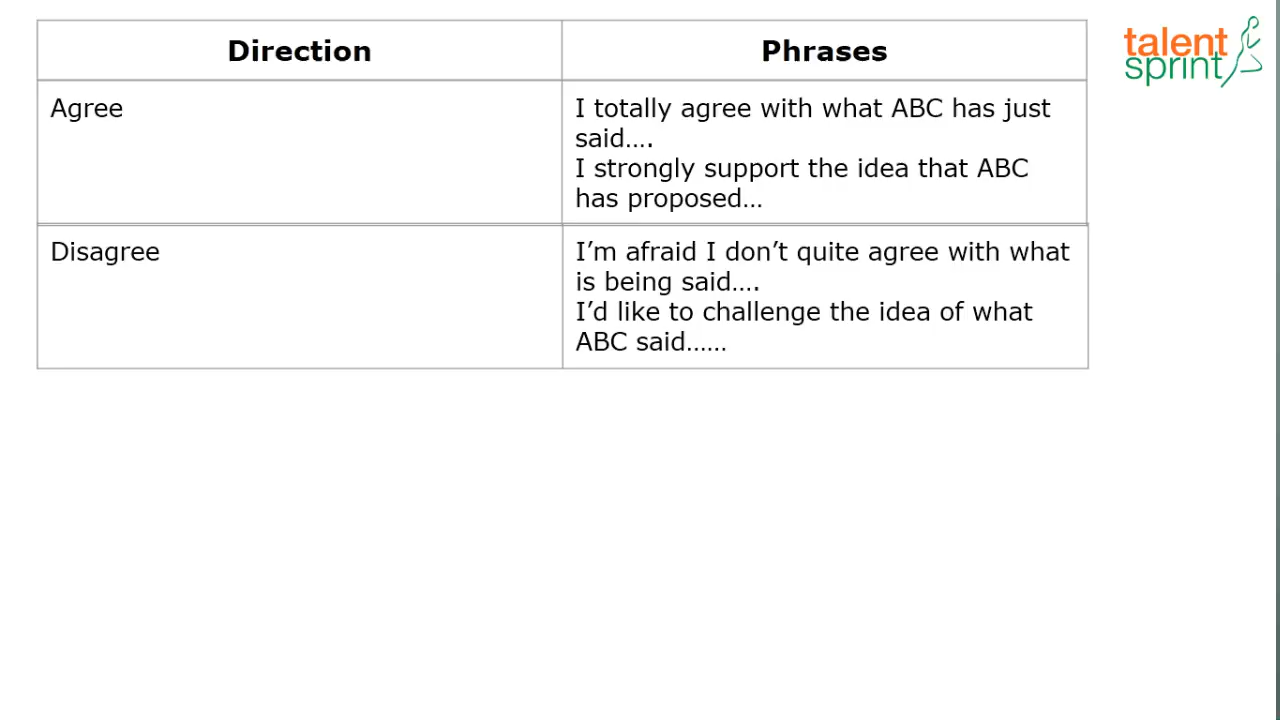 Direction
Phrases
talent
sprint
Agree
I totally agree with what ABC has just
said....
I strongly support the idea that ABC
has proposed...
Disagree
I’m afraid I don’t quite agree with what
is being said....
I’d like to challenge the idea of what
ABC said......